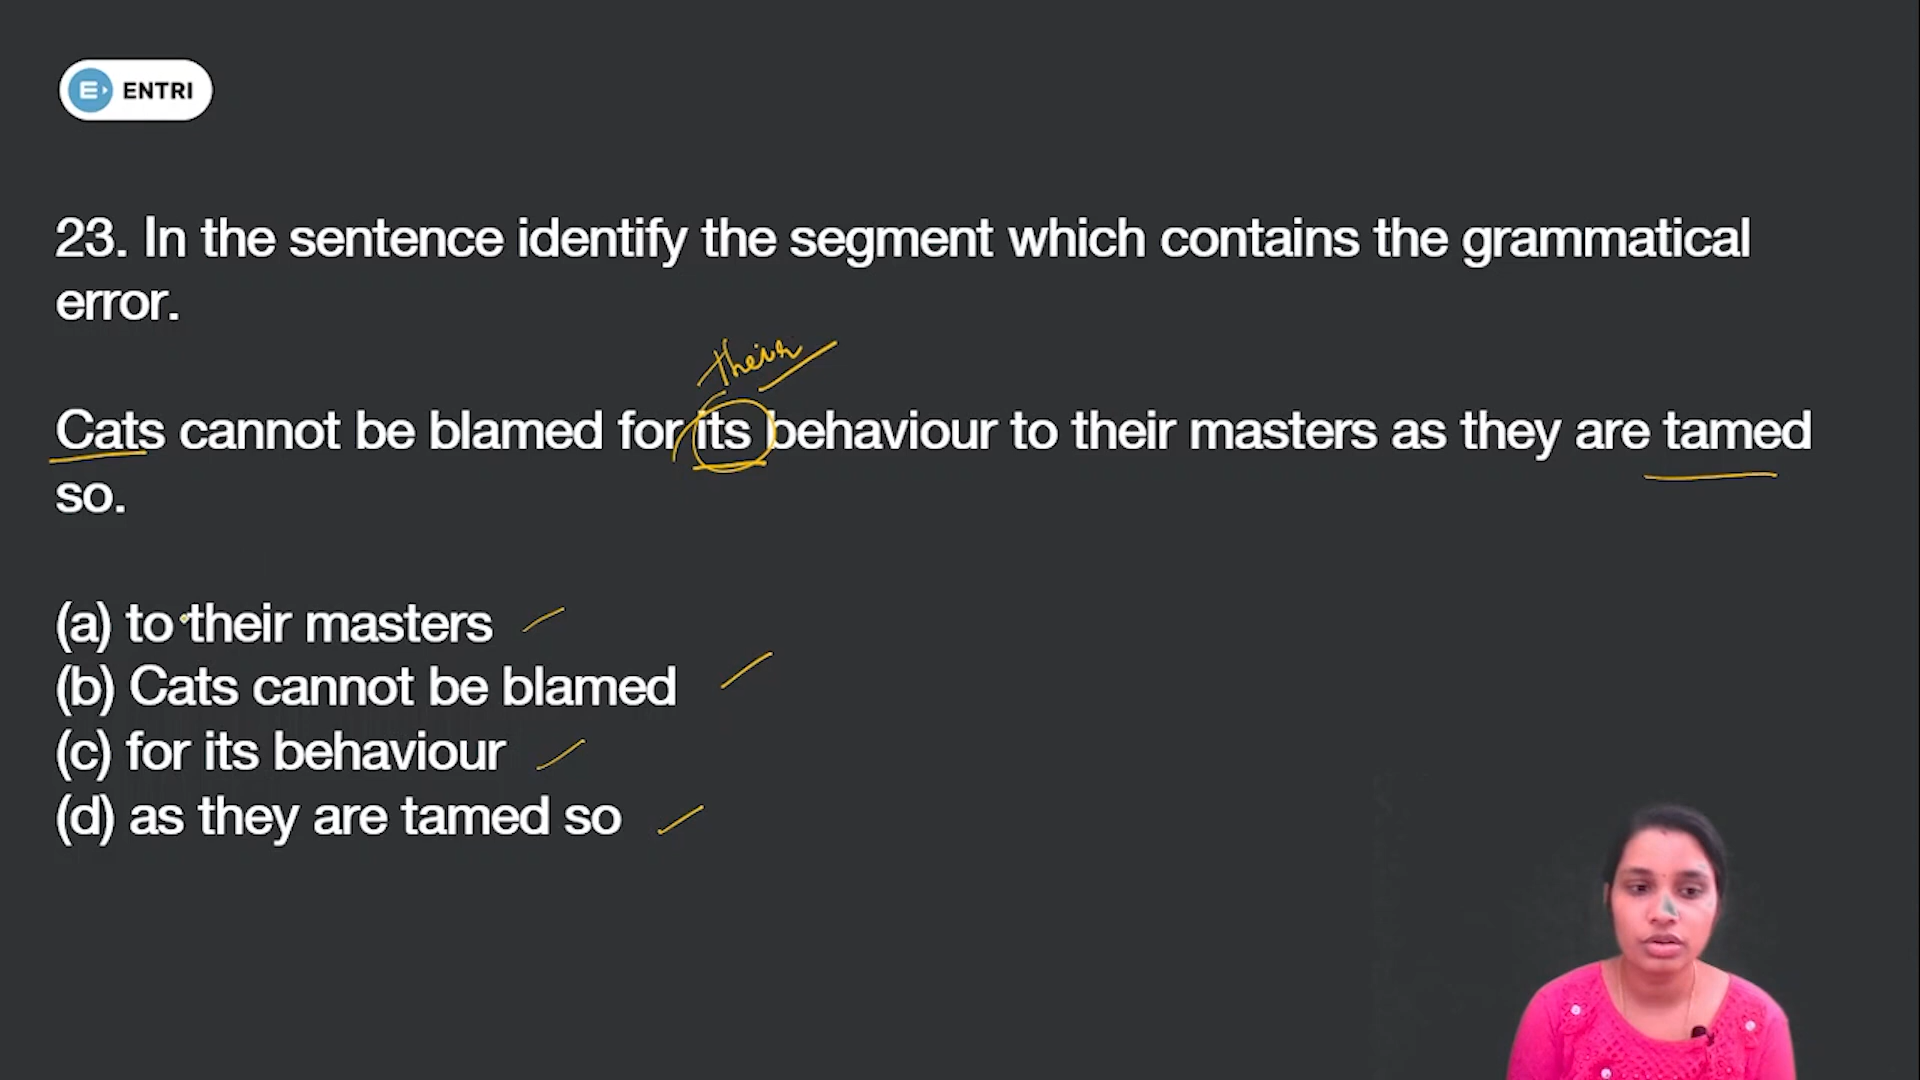 ENTRI
23. In the sentence identify the segment which contains the grammatical
error.
their
Cats cannot be blamed for its behaviour to their masters as they are tamed
so.
(a) to their masters
(b) Cats cannot be blamed
(c) for its behaviour
(d) as they are tamed so